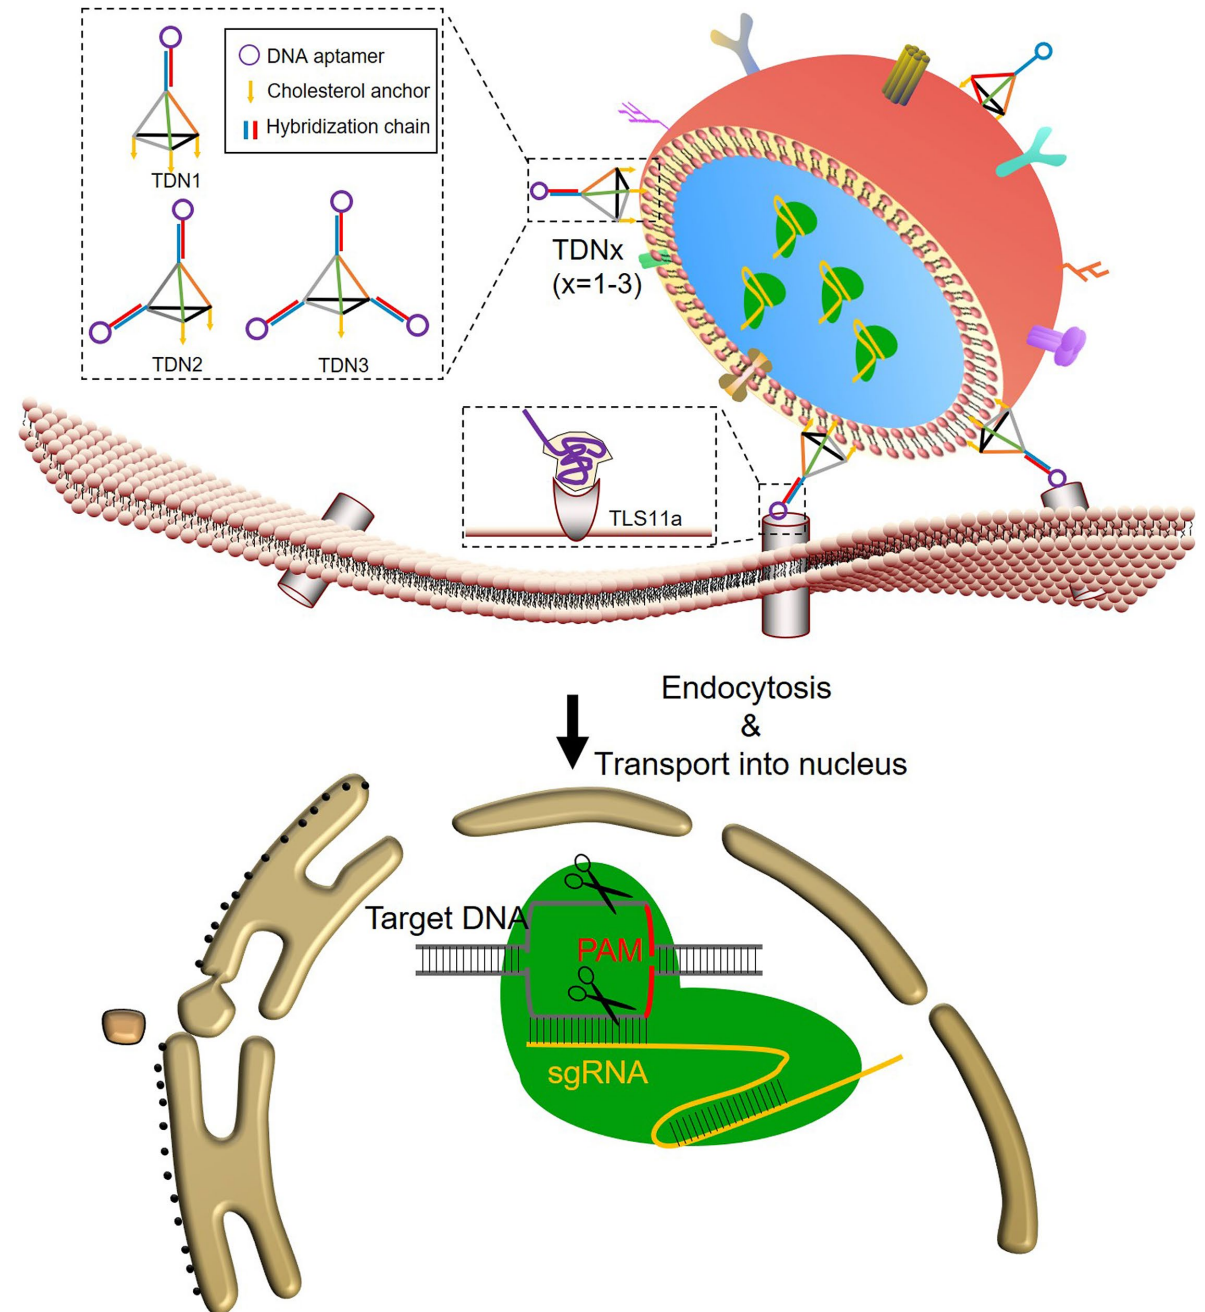 DNA aptamer
Cholesterol anchor
Hybridization chain
TDN1
TDN2
TDN3
TDNx
(x=1-3)
TLS11a
Endocytosis
&
Transport into nucleus
Target DNA
PAM
sgRNA